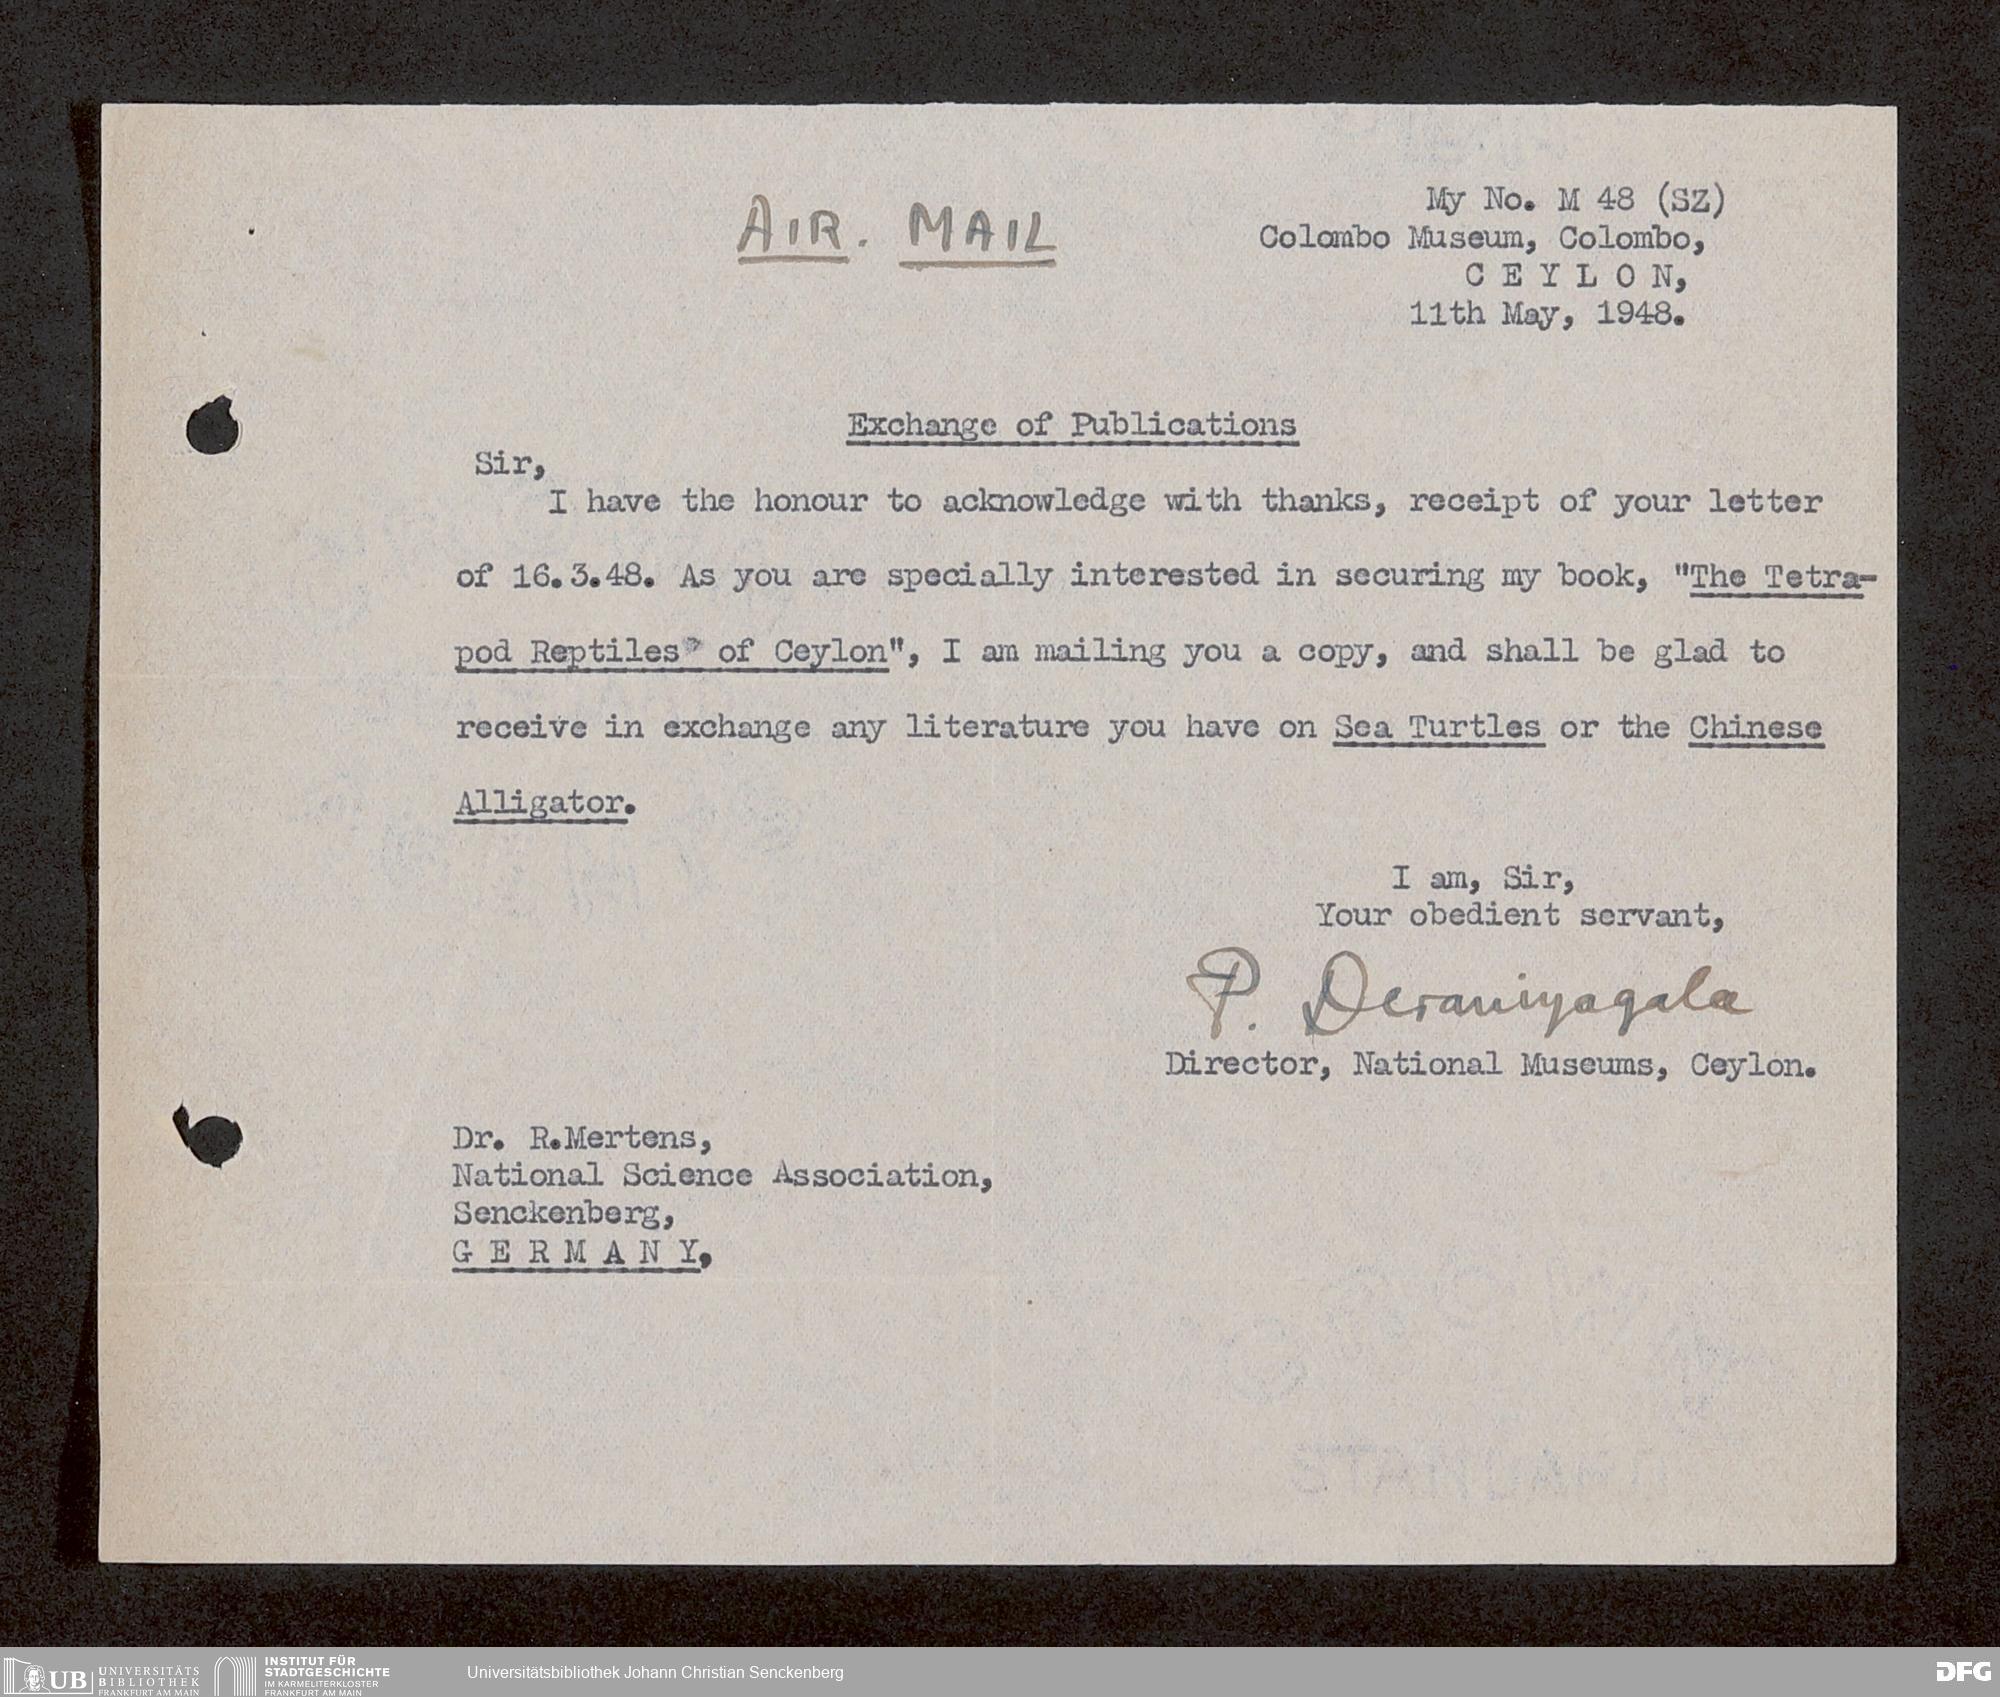 AIR. MAIL
My No. M 48 (SZ)
Colombo Museum, Colombo,
C E Y L O N,
11th May, 1948.
Exchange of Publications
Sir,
I have the honour to acknowledge with thanks, receipt of your letter
of 16.3.48. As you are specially interested in securing my book, "The Tetra-
pod Reptiles of Ceylon", I am mailing you a copy, and shall be glad to
receive in exchange any literature you have on Sea Turtles or the Chinese
Alligator.
I am, Sir,
Your obedient servant,
P. Deraniyagala
Director, National Museums, Ceylon.
Dr. R.Mertens,
National Science Association,
Senckenberg,
G E R M A N Y,
UB UNIVERSITÄTS
BIBLIOTHEK
FRANKFURT AM MAIN
INSTITUT FÜR
STADTGESCHICHTE
IM KARMELITERKLOSTER
FRANKFURT AM MAIN
Universitätsbibliothek Johann Christian Senckenberg
DFG